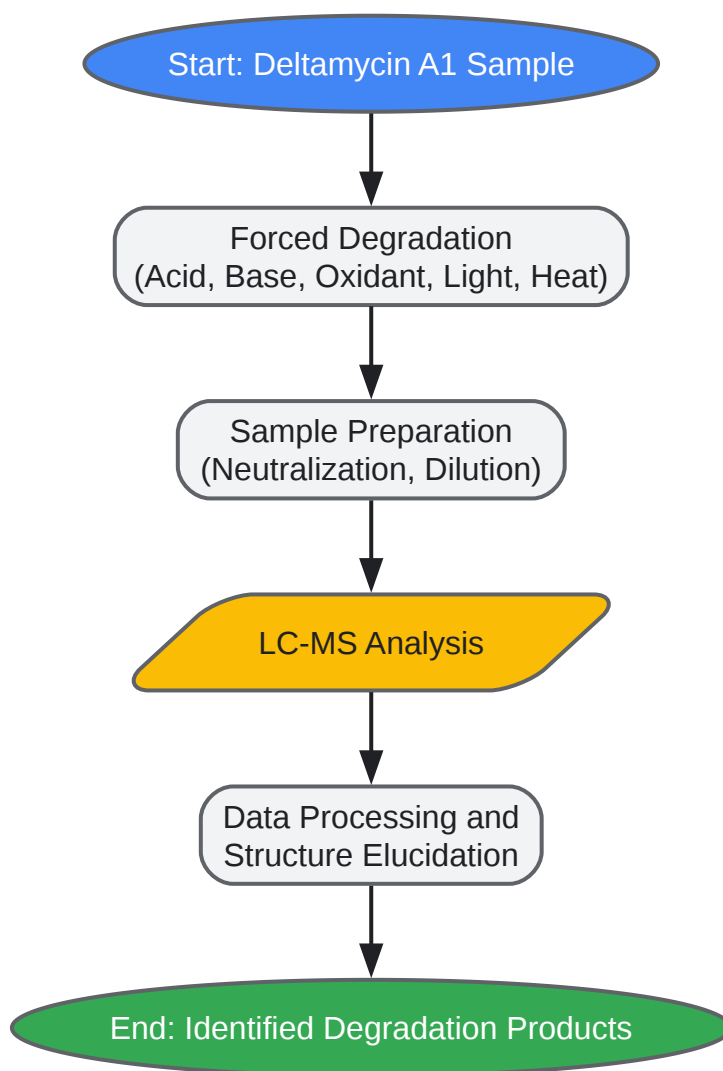 Start: Deltamycin A1 Sample
Forced Degradation
(Acid, Base, Oxidant, Light, Heat)
Sample Preparation
(Neutralization, Dilution)
LC-MS Analysis
Data Processing and
Structure Elucidation
End: Identified Degradation Products